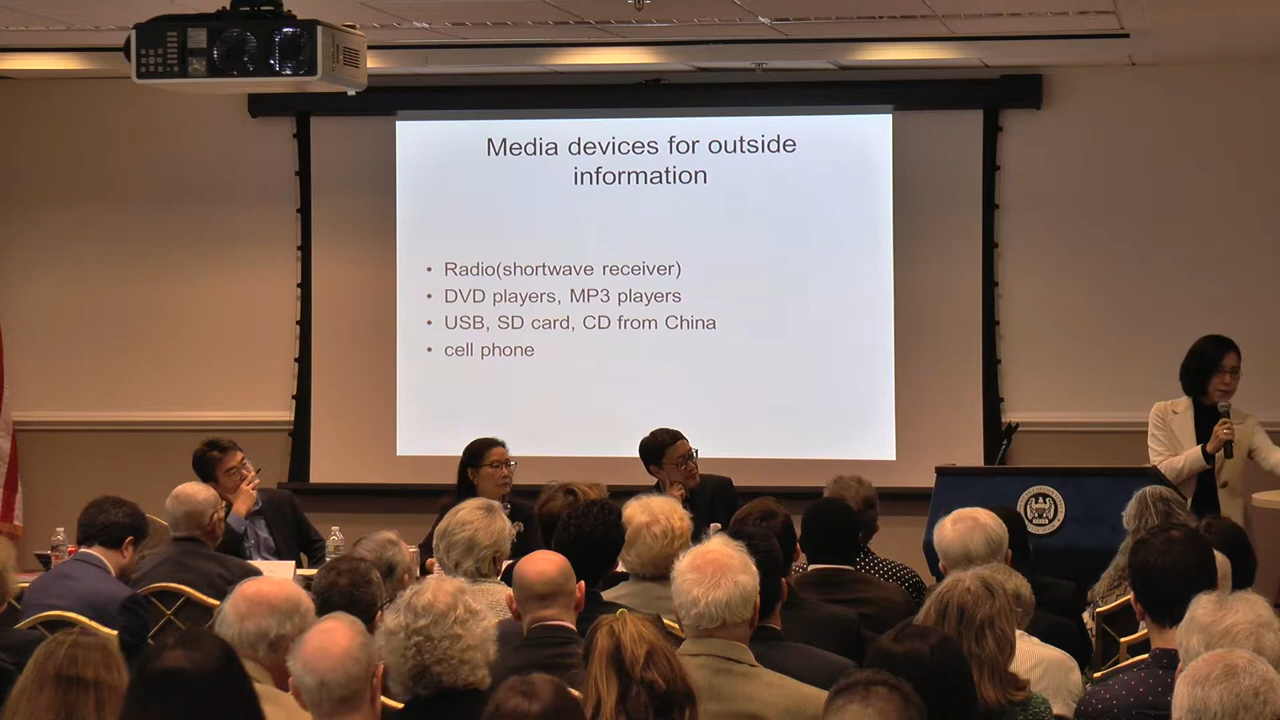 Media devices for outside
information
• Radio(shortwave receiver)
• DVD players, MP3 players
• USB, SD card, CD from China
• cell phone